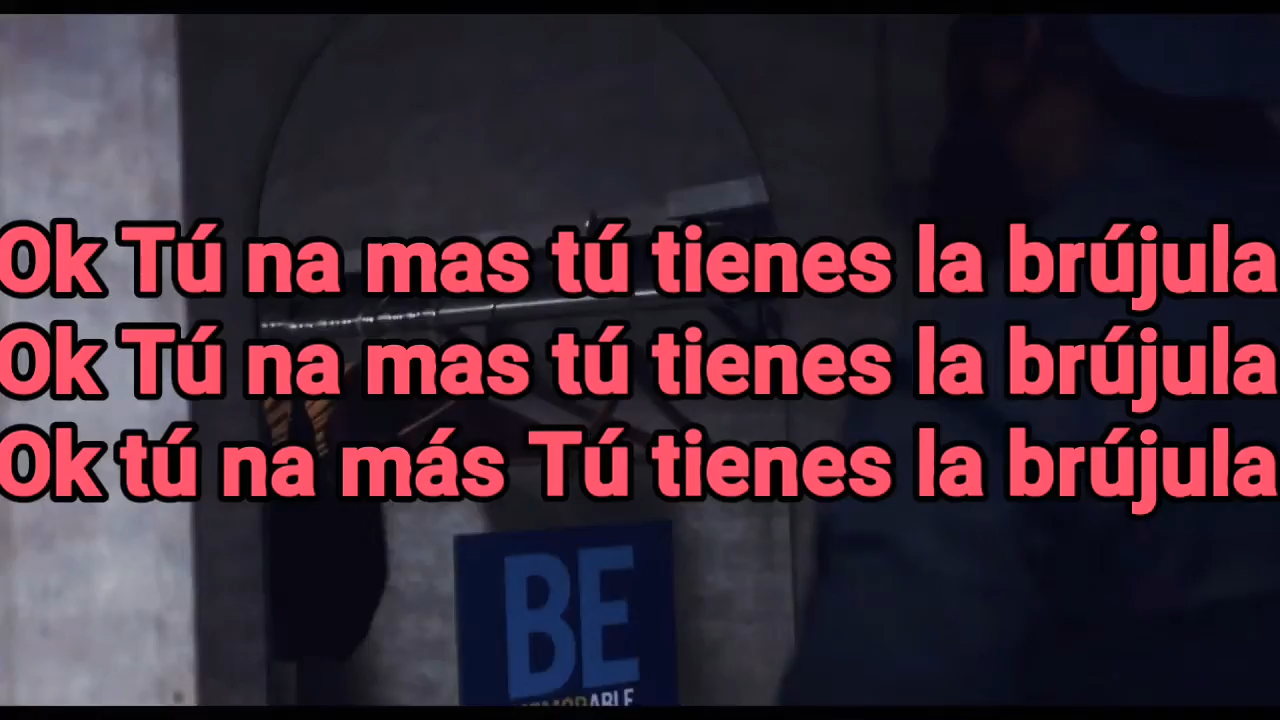 Ok Tú na mas tú tienes la brújula
Ok Tú na mas tú tienes la brújula
Ok tú na más Tú tienes la brújula
BE
MEMORABLE